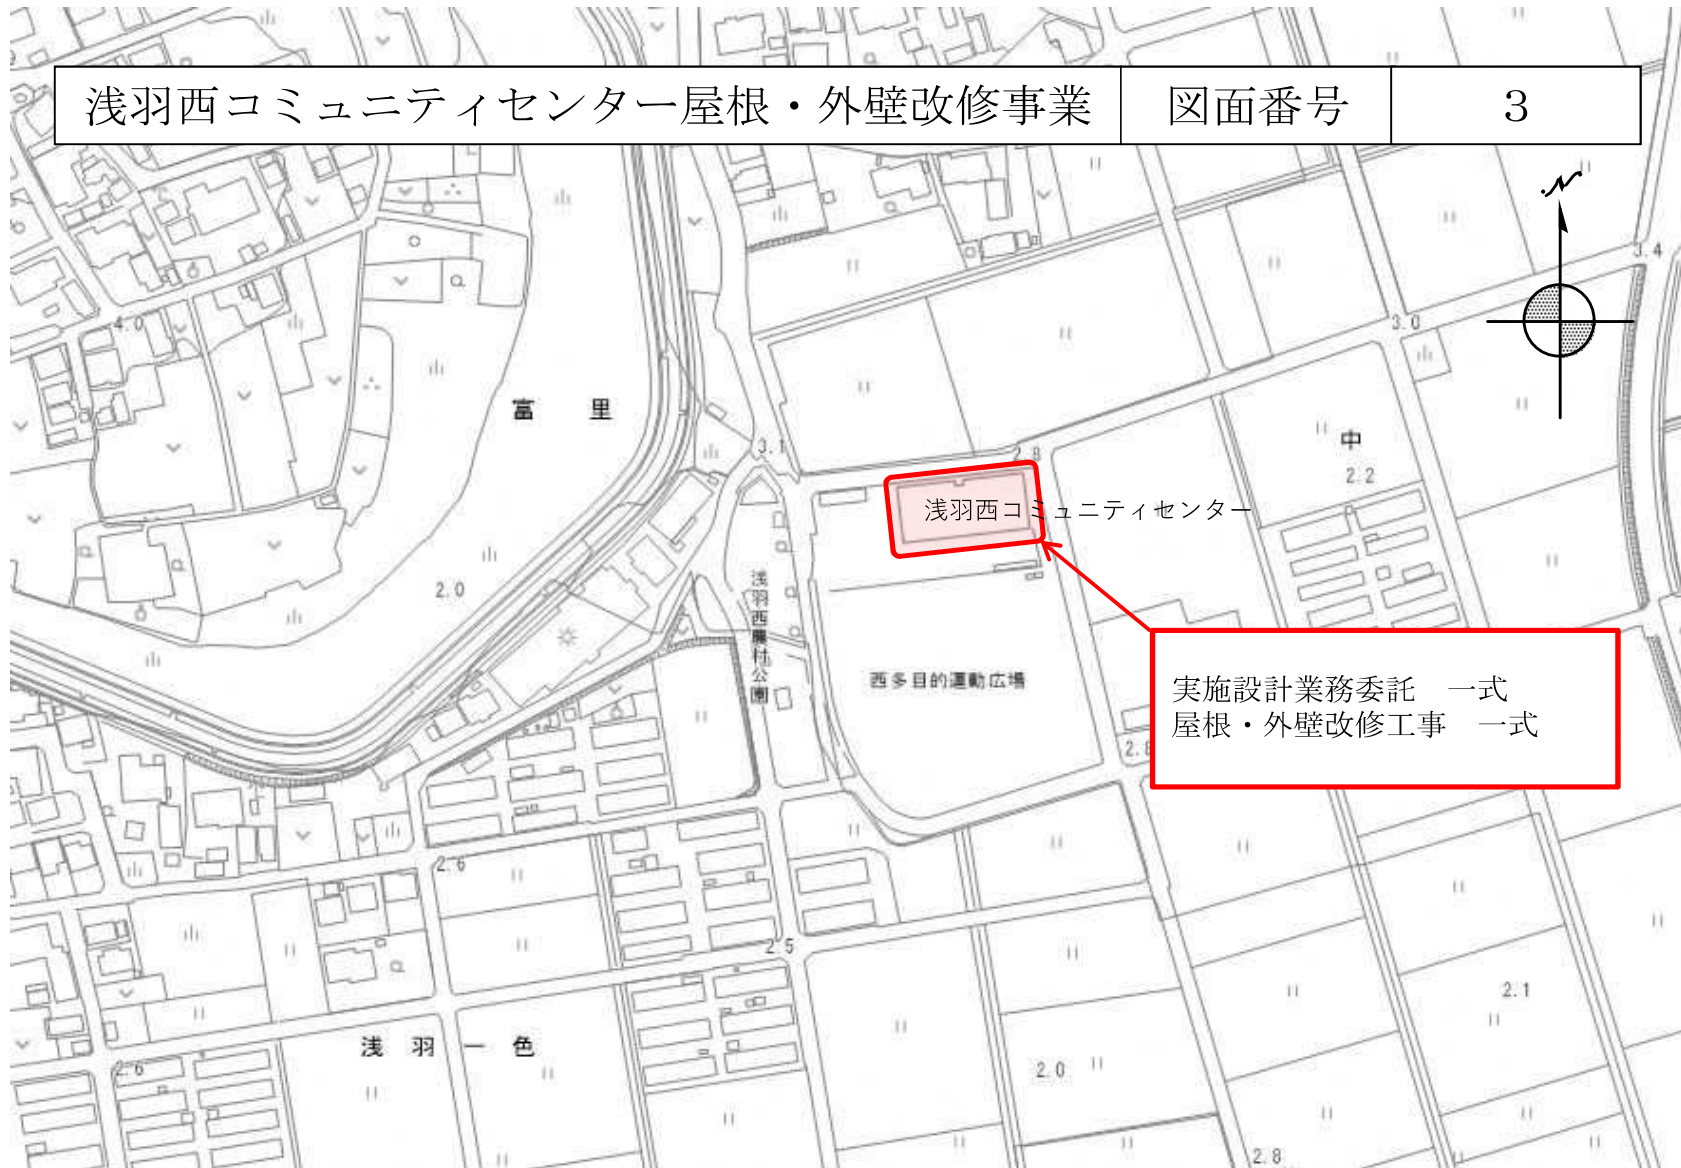 浅羽西コミュニティセンター屋根・外壁改修事業 図面番号 3
N
3.4
4.0
3.0
富 里
中
3.1
2.8
2.2
浅羽西コミュニティセンター
2.0
浅羽西農村公園
西多目的運動広場
実施設計業務委託 一式
屋根・外壁改修工事 一式
2.8
2.6
2.5
2.1
浅 羽 一 色
2.6
2.0
2.8